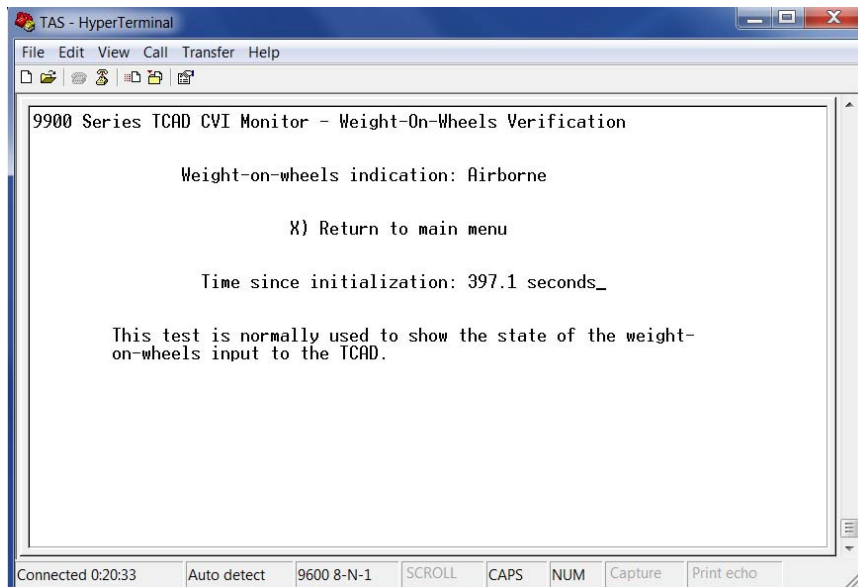 TAS - HyperTerminal
File Edit View Call Transfer Help
9900 Series TCAD CVI Monitor - Weight-On-Wheels Verification
Weight-on-wheels indication: Airborne
X) Return to main menu
Time since initialization: 397.1 seconds_
This test is normally used to show the state of the weight-
on-wheels input to the TCAD.
Connected 0:20:33 Auto detect 9600 8-N-1 SCROLL CAPS NUM Capture Print echo